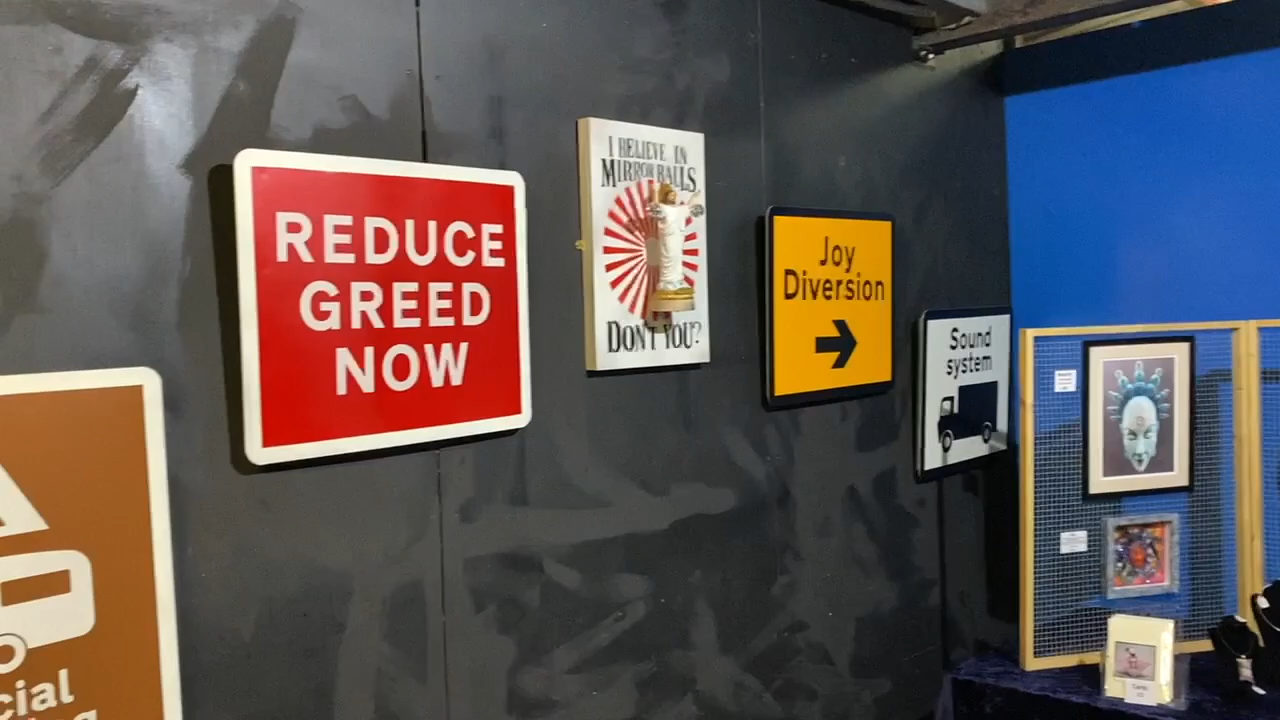 REDUCE
GREED
NOW
I BELIEVE IN
MIRROR BALLS
DON'T YOU?
Joy
Diversion
Sound
system
cial